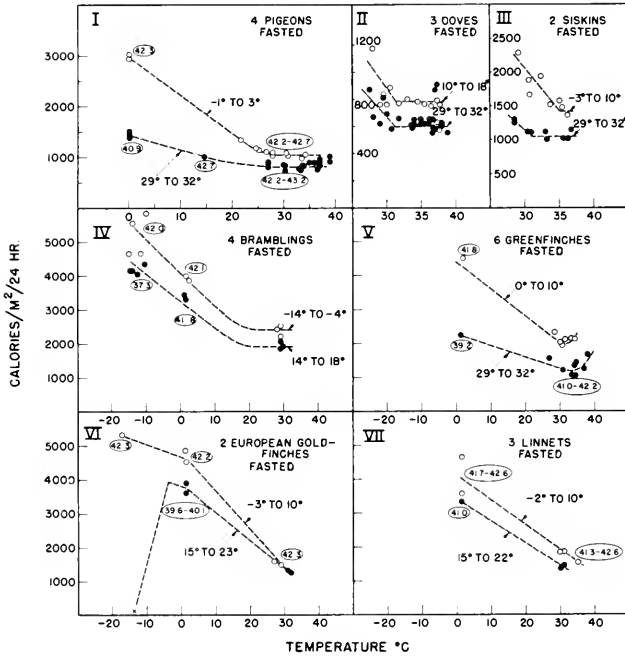 I
4 PIGEONS
FASTED
3000
2000
1000
42.5
-1° TO 3°
40.9
42.7
42.2-42.7
42.2-43.2
29° TO 32°
-20 -10 0 10 20 30 40
II
3 DOVES
FASTED
1200
800
400
10° TO 18
29° TO 32°
25 30 35 40
III
2 SISKINS
FASTED
2500
2000
1500
1000
500
-3° TO 10°
29° TO 32°
30 35 40
IV
4 BRAMBLINGS
FASTED
5000
4000
3000
2000
1000
42.0
42.1
37.3
41.8
-14° TO -4°
14° TO 18°
V
6 GREENFINCHES
FASTED
41.8
0° TO 10°
39.2
29° TO 32°
41.0-42.2
VI
2 EUROPEAN GOLD-
FINCHES
FASTED
5000
4000
3000
2000
1000
42.3
42.2
39.6-40.1
-3° TO 10°
15° TO 23°
42.5
-20 -10 0 10 20 30 40
VII
3 LINNETS
FASTED
41.7-42.6
41.0
-2° TO 10°
15° TO 22°
41.3-42.6
-20 -10 0 10 20 30 40
CALORIES/M²/24 HR.
TEMPERATURE °C